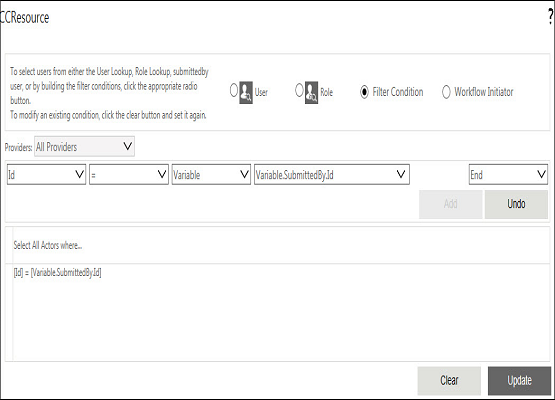 CCResource
?
To select users from either the User Lookup, Role Lookup, submittedby
user, or by building the filter conditions, click the appropriate radio
button.
To modify an existing condition, click the clear button and set it again.
User
Role
Filter Condition
Workflow Initiator
Providers: All Providers
Id = Variable Variable.SubmittedBy.Id End
Add Undo
Select All Actors where...
[Id] = [Variable.SubmittedBy.Id]
Clear Update